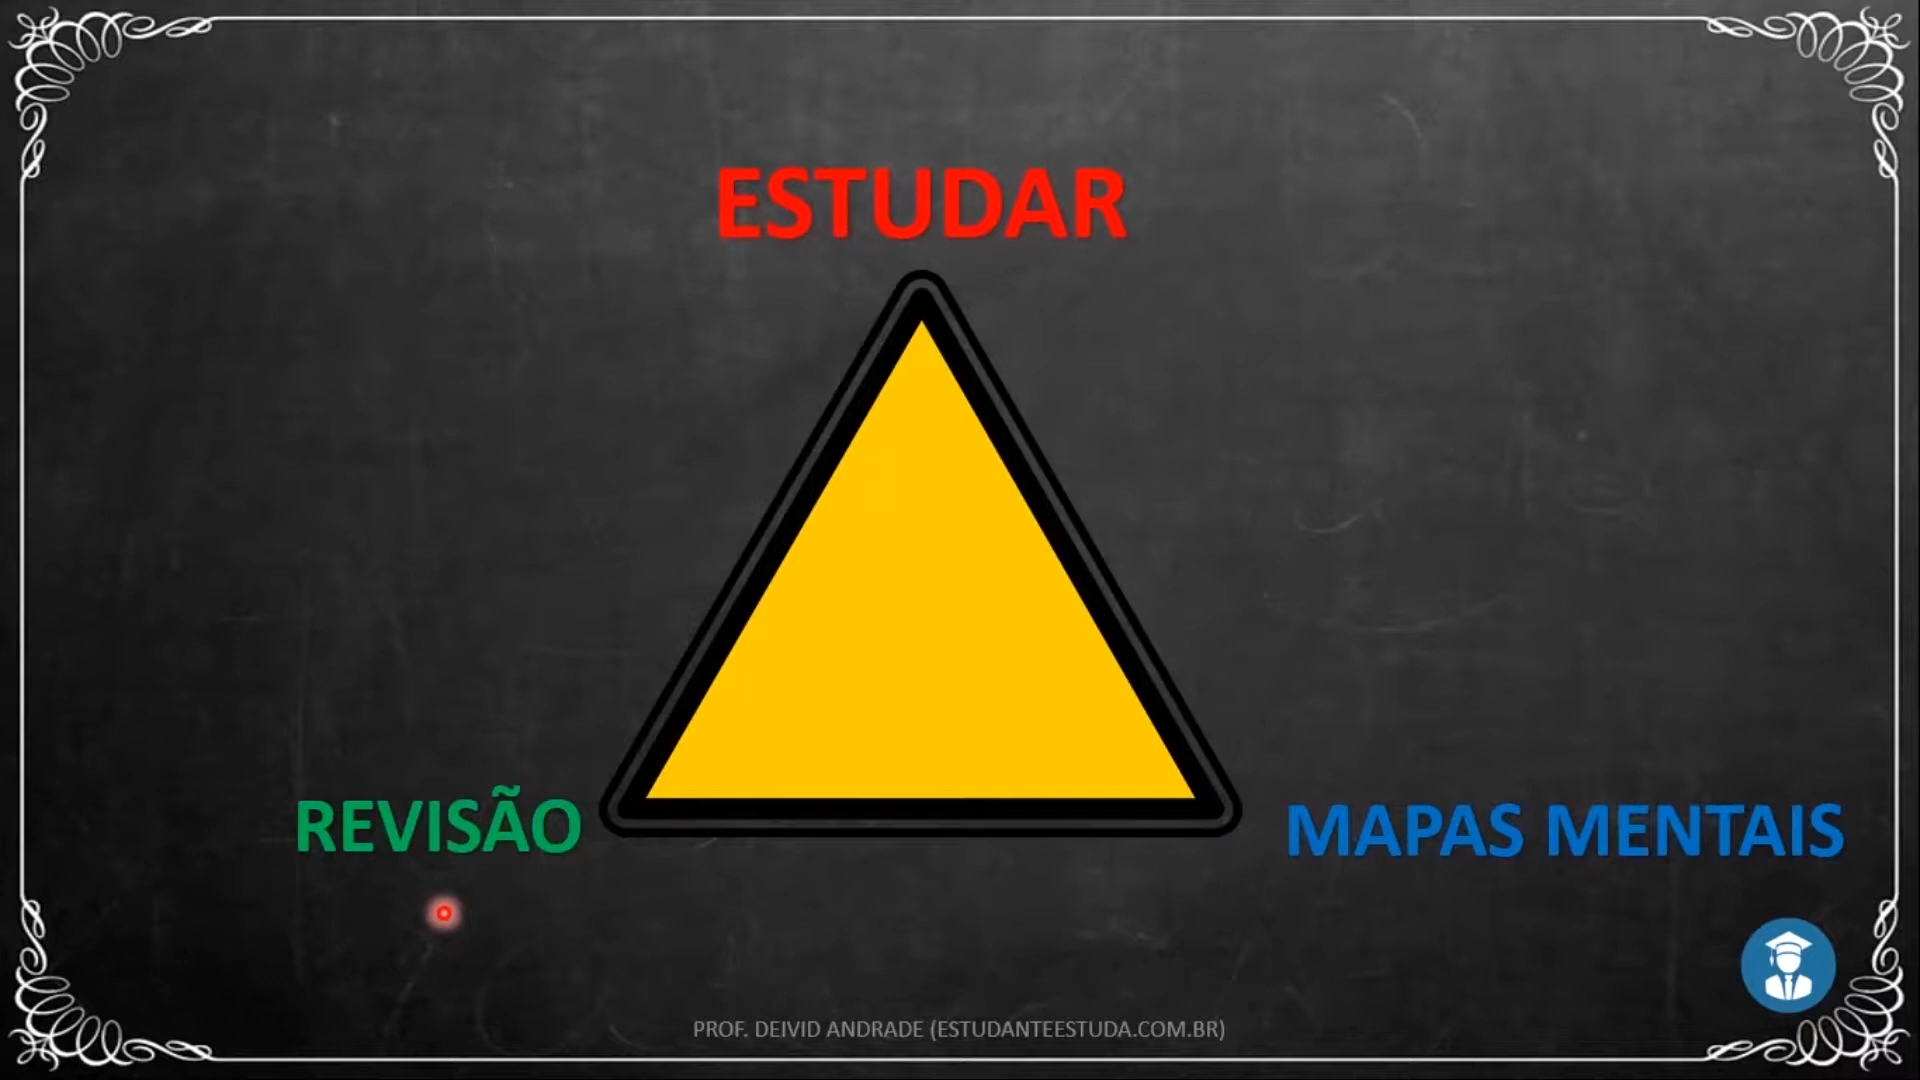 ESTUDAR
REVISÃO
MAPAS MENTAIS
PROF. DEIVID ANDRADE (ESTUDANTEESTUDA.COM.BR)